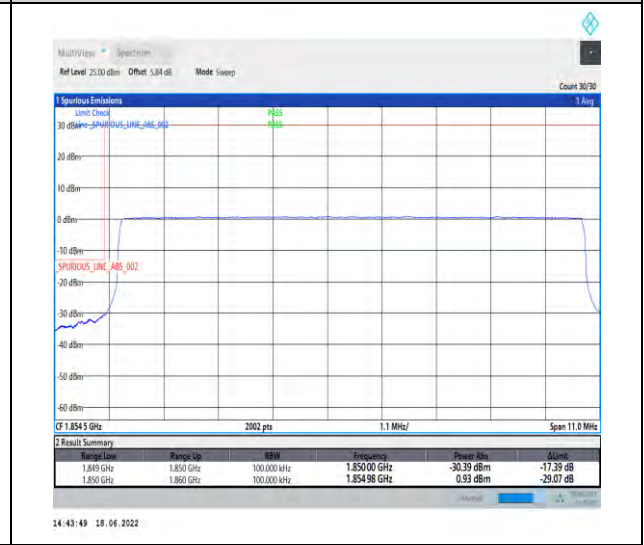 MultiView Spectrum
Ref Level 25.00 dBm Offset 5.84 dB Mode Sweep
Count 30/30
1 Spurious Emissions 1 Avg
Limit Check PASS
30 dBm Line _SPURIOUS_LINE_ABS_002 PASS
20 dBm
10 dBm
0 dBm
-10 dBm
_SPURIOUS_LINE_ABS_002
-20 dBm
-30 dBm
-40 dBm
-50 dBm
-60 dBm
CF 1.854 5 GHz 2002 pts 1.1 MHz/ Span 11.0 MHz
2 Result Summary
Range Low Range Up RBW Frequency Power Abs ΔLimit
1.849 GHz 1.850 GHz 100.000 kHz 1.85000 GHz -30.39 dBm -17.39 dB
1.850 GHz 1.860 GHz 100.000 kHz 1.85498 GHz 0.93 dBm -29.07 dB
14:43:49 18.06.2022